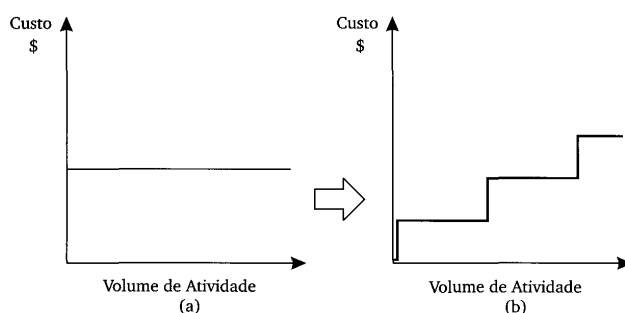 Custo
$
Volume de Atividade
(a)
Custo
$
Volume de Atividade
(b)